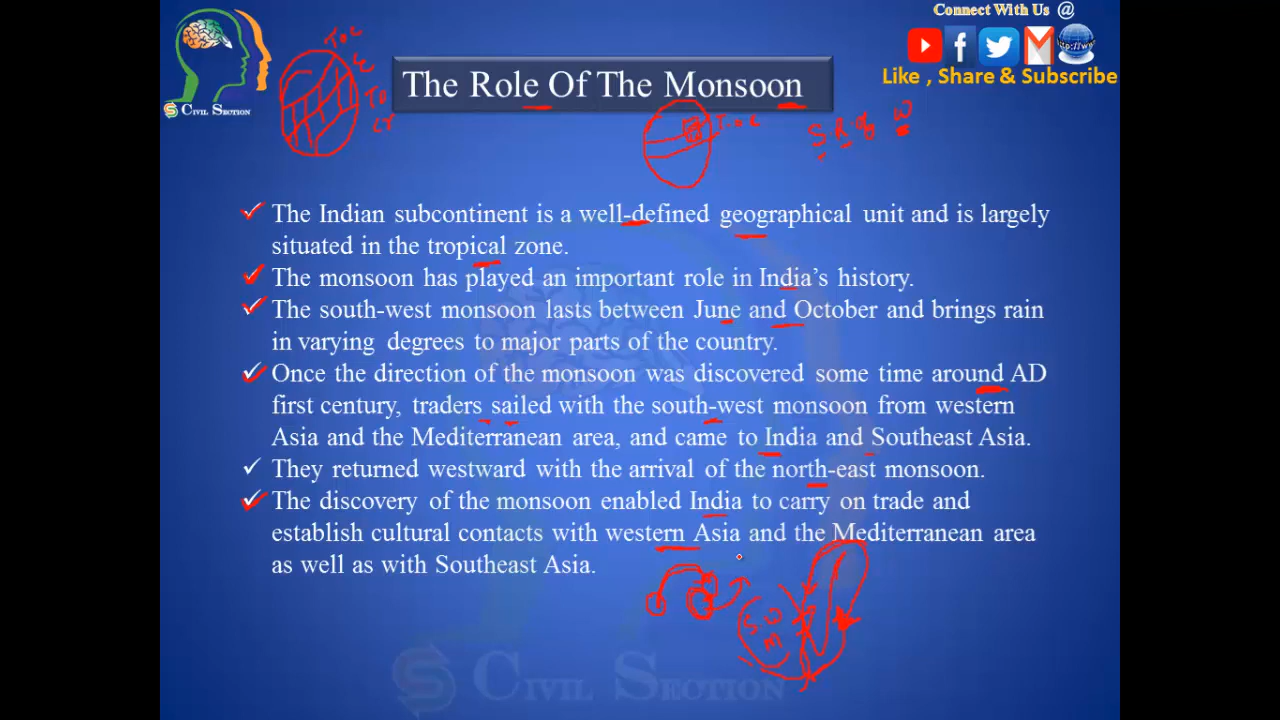 Connect With Us @
http://www
Like , Share & Subscribe
S CIVIL SECTION
The Role Of The Monsoon
S R of W
The Indian subcontinent is a well-defined geographical unit and is largely
situated in the tropical zone.
The monsoon has played an important role in India's history.
The south-west monsoon lasts between June and October and brings rain
in varying degrees to major parts of the country.
Once the direction of the monsoon was discovered some time around AD
first century, traders sailed with the south-west monsoon from western
Asia and the Mediterranean area, and came to India and Southeast Asia.
They returned westward with the arrival of the north-east monsoon.
The discovery of the monsoon enabled India to carry on trade and
establish cultural contacts with western Asia and the Mediterranean area
as well as with Southeast Asia.
S W
M
CIVIL SECTION